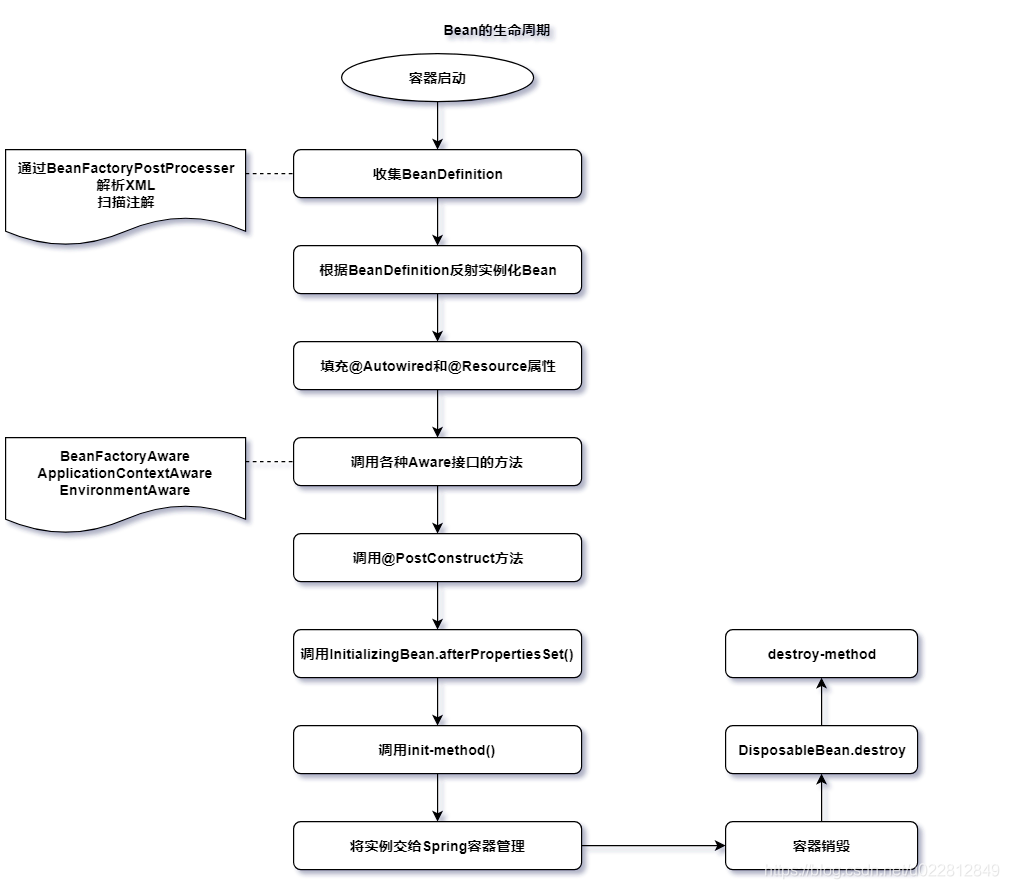 Bean的生命周期
容器启动
通过BeanFactoryPostProcesser
解析XML
扫描注解
收集BeanDefinition
根据BeanDefinition反射实例化Bean
填充@Autowired和@Resource属性
BeanFactoryAware
ApplicationContextAware
EnvironmentAware
调用各种Aware接口的方法
调用@PostConstruct方法
调用InitializingBean.afterPropertiesSet()
destroy-method
调用init-method()
DisposableBean.destroy
将实例交给Spring容器管理
容器销毁
https://blog.csdn.net/u022812849